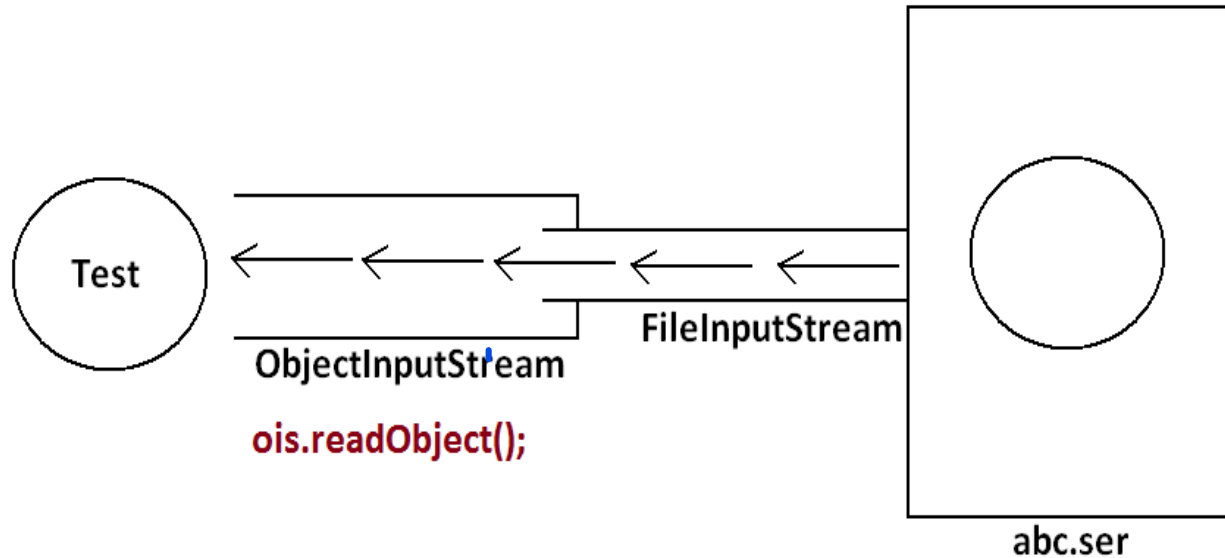 Test
FileInputStream
ObjectInputStream
ois.readObject();
abc.ser